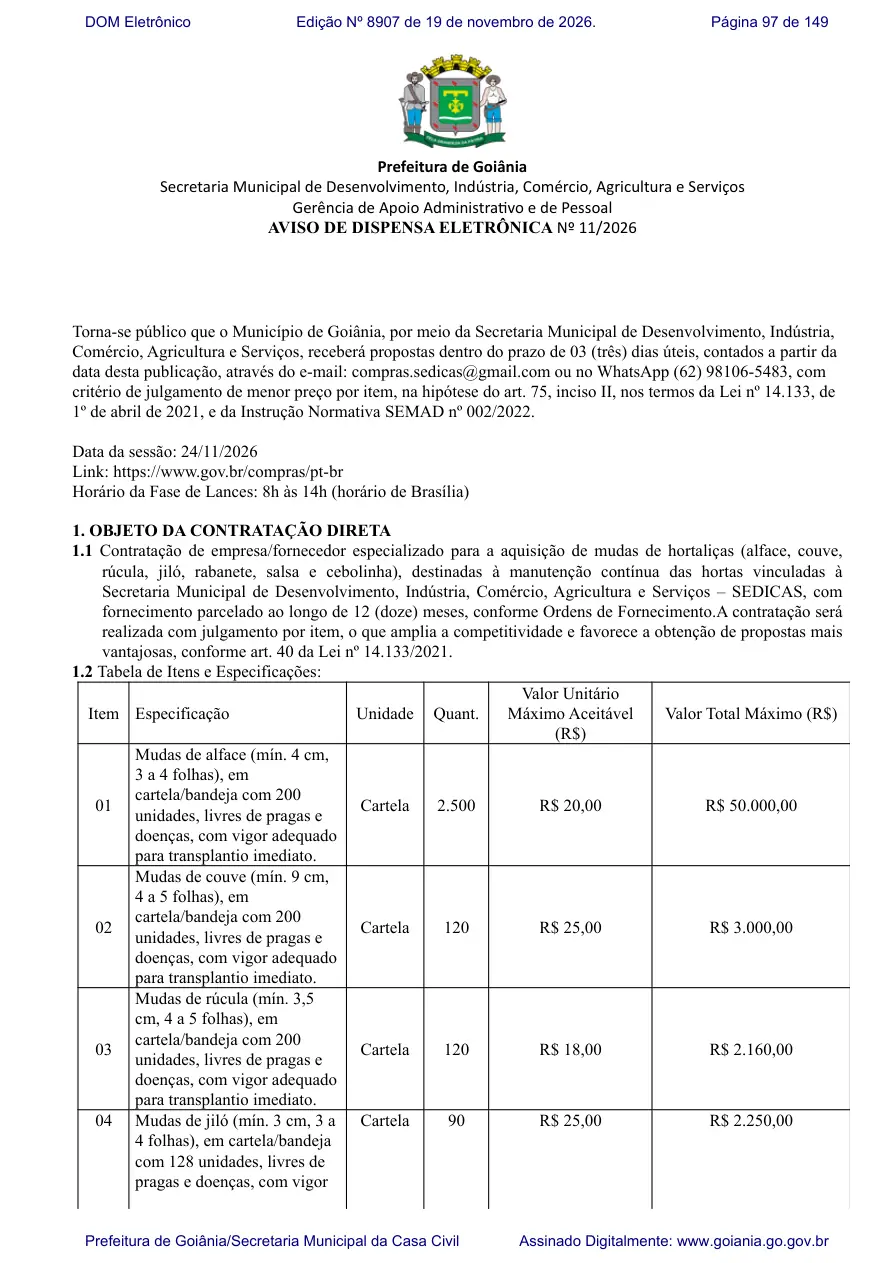 DOM Eletrônico Edição Nº 8907 de 19 de novembro de 2026. Página 97 de 149
Prefeitura de Goiânia
Secretaria Municipal de Desenvolvimento, Indústria, Comércio, Agricultura e Serviços
Gerência de Apoio Administrativo e de Pessoal
AVISO DE DISPENSA ELETRÔNICA Nº 11/2026
Torna-se público que o Município de Goiânia, por meio da Secretaria Municipal de Desenvolvimento, Indústria,
Comércio, Agricultura e Serviços, receberá propostas dentro do prazo de 03 (três) dias úteis, contados a partir da
data desta publicação, através do e-mail: compras.sedicas@gmail.com ou no WhatsApp (62) 98106-5483, com
critério de julgamento de menor preço por item, na hipótese do art. 75, inciso II, nos termos da Lei nº 14.133, de
1º de abril de 2021, e da Instrução Normativa SEMAD nº 002/2022.
Data da sessão: 24/11/2026
Link: https://www.gov.br/compras/pt-br
Horário da Fase de Lances: 8h às 14h (horário de Brasília)
1. OBJETO DA CONTRATAÇÃO DIRETA
1.1 Contratação de empresa/fornecedor especializado para a aquisição de mudas de hortaliças (alface, couve,
rúcula, jiló, rabanete, salsa e cebolinha), destinadas à manutenção contínua das hortas vinculadas à
Secretaria Municipal de Desenvolvimento, Indústria, Comércio, Agricultura e Serviços – SEDICAS, com
fornecimento parcelado ao longo de 12 (doze) meses, conforme Ordens de Fornecimento.A contratação será
realizada com julgamento por item, o que amplia a competitividade e favorece a obtenção de propostas mais
vantajosas, conforme art. 40 da Lei nº 14.133/2021.
1.2 Tabela de Itens e Especificações:
Item Especificação Unidade Quant. Valor Unitário
Máximo Aceitável
(R$) Valor Total Máximo (R$)
01 Mudas de alface (mín. 4 cm,
3 a 4 folhas), em
cartela/bandeja com 200
unidades, livres de pragas e
doenças, com vigor adequado
para transplantio imediato. Cartela 2.500 R$ 20,00 R$ 50.000,00
02 Mudas de couve (mín. 9 cm,
4 a 5 folhas), em
cartela/bandeja com 200
unidades, livres de pragas e
doenças, com vigor adequado
para transplantio imediato. Cartela 120 R$ 25,00 R$ 3.000,00
03 Mudas de rúcula (mín. 3,5
cm, 4 a 5 folhas), em
cartela/bandeja com 200
unidades, livres de pragas e
doenças, com vigor adequado
para transplantio imediato. Cartela 120 R$ 18,00 R$ 2.160,00
04 Mudas de jiló (mín. 3 cm, 3 a
4 folhas), em cartela/bandeja
com 128 unidades, livres de
pragas e doenças, com vigor Cartela 90 R$ 25,00 R$ 2.250,00
Prefeitura de Goiânia/Secretaria Municipal da Casa Civil Assinado Digitalmente: www.goiania.go.gov.br